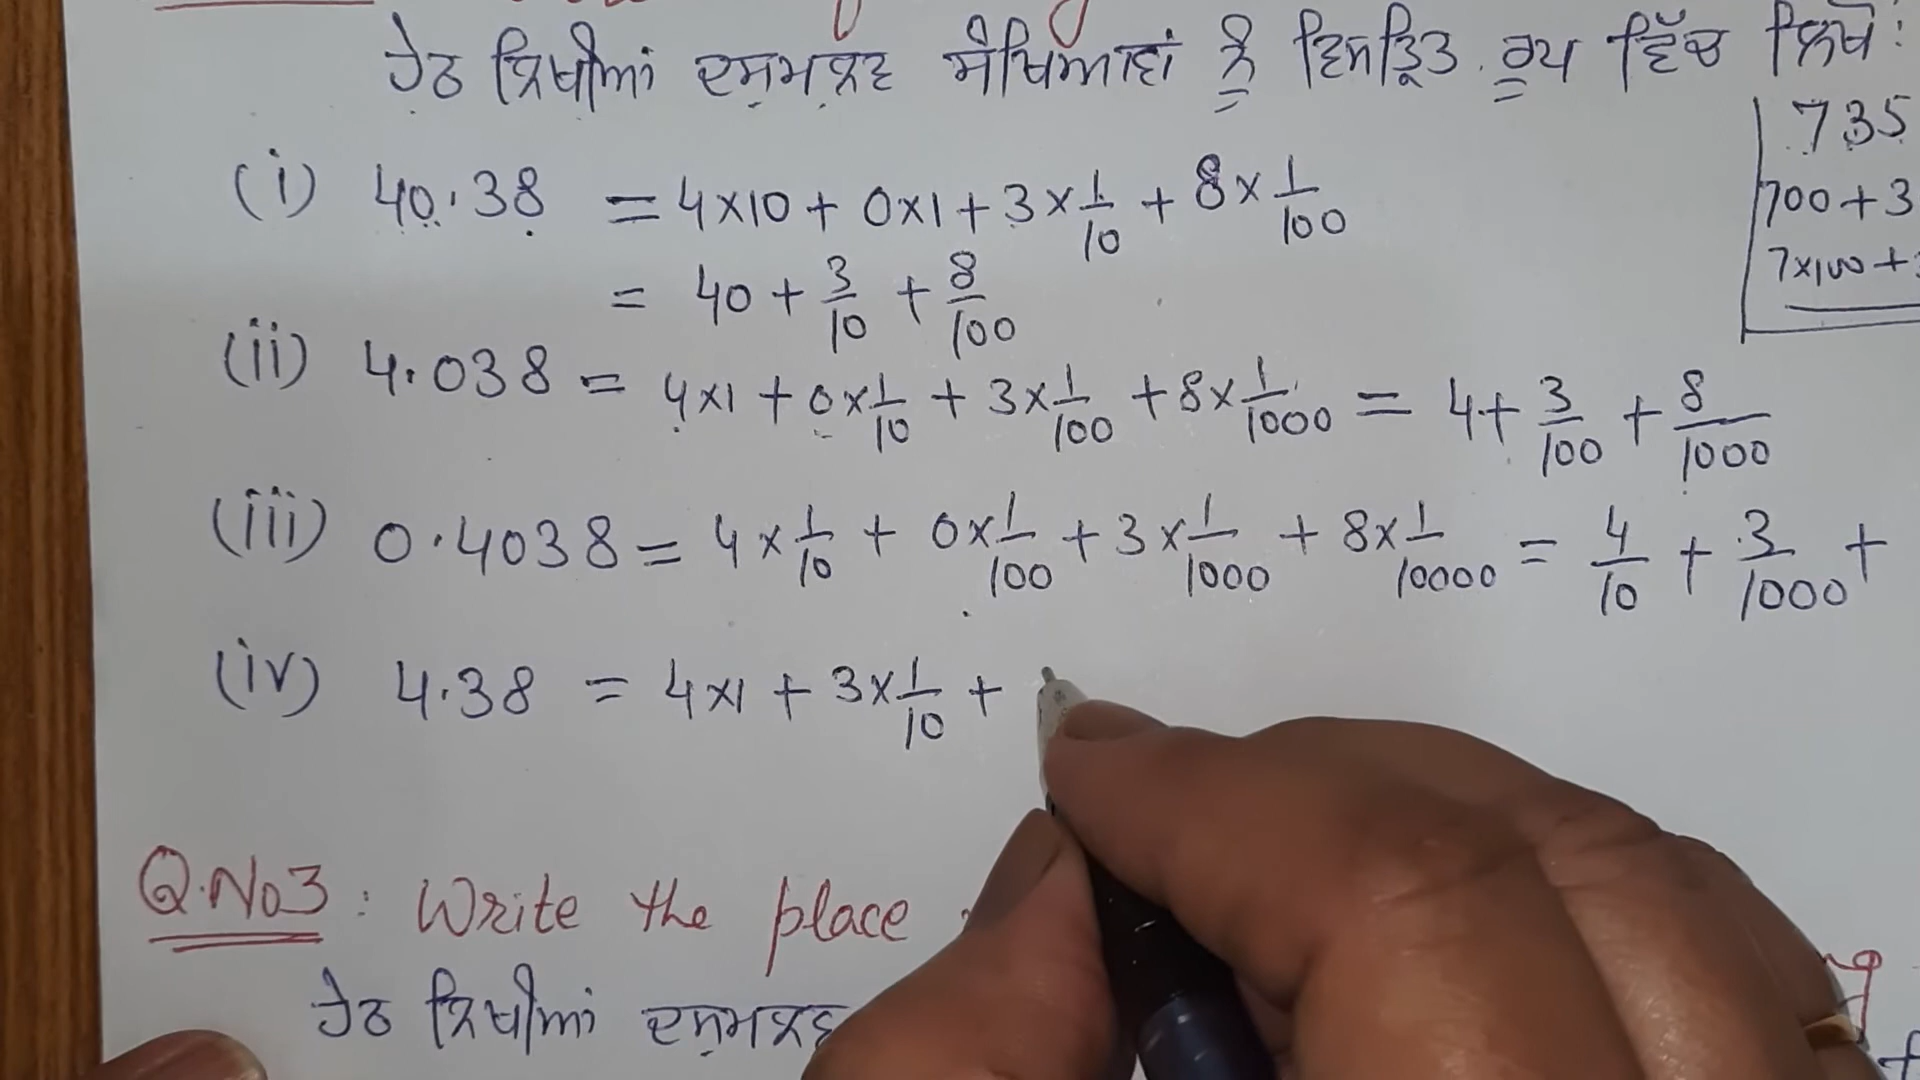 ਹੇਠ ਲਿਖੀਆਂ ਦਸ਼ਮਲਵ ਸੰਖਿਆਵਾਂ ਨੂੰ ਵਿਸਤ੍ਰਿਤ ਰੂਪ ਵਿੱਚ ਲਿਖੋ:
735
700+3
7×100+3
(i) 40.38 = 4×10 + 0×1 + 3×1/10 + 8×1/100
= 40 + 3/10 + 8/100
(ii) 4.038 = 4×1 + 0×1/10 + 3×1/100 + 8×1/1000 = 4+ 3/100 + 8/1000
(iii) 0.4038 = 4×1/10 + 0×1/100 + 3×1/1000 + 8×1/10000 = 4/10 + 3/1000 +
(iv) 4.38 = 4×1 + 3×1/10 +
Q.No3 : Write the place
ਹੇਠ ਲਿਖੀਆਂ ਦਸ਼ਮਲਵ